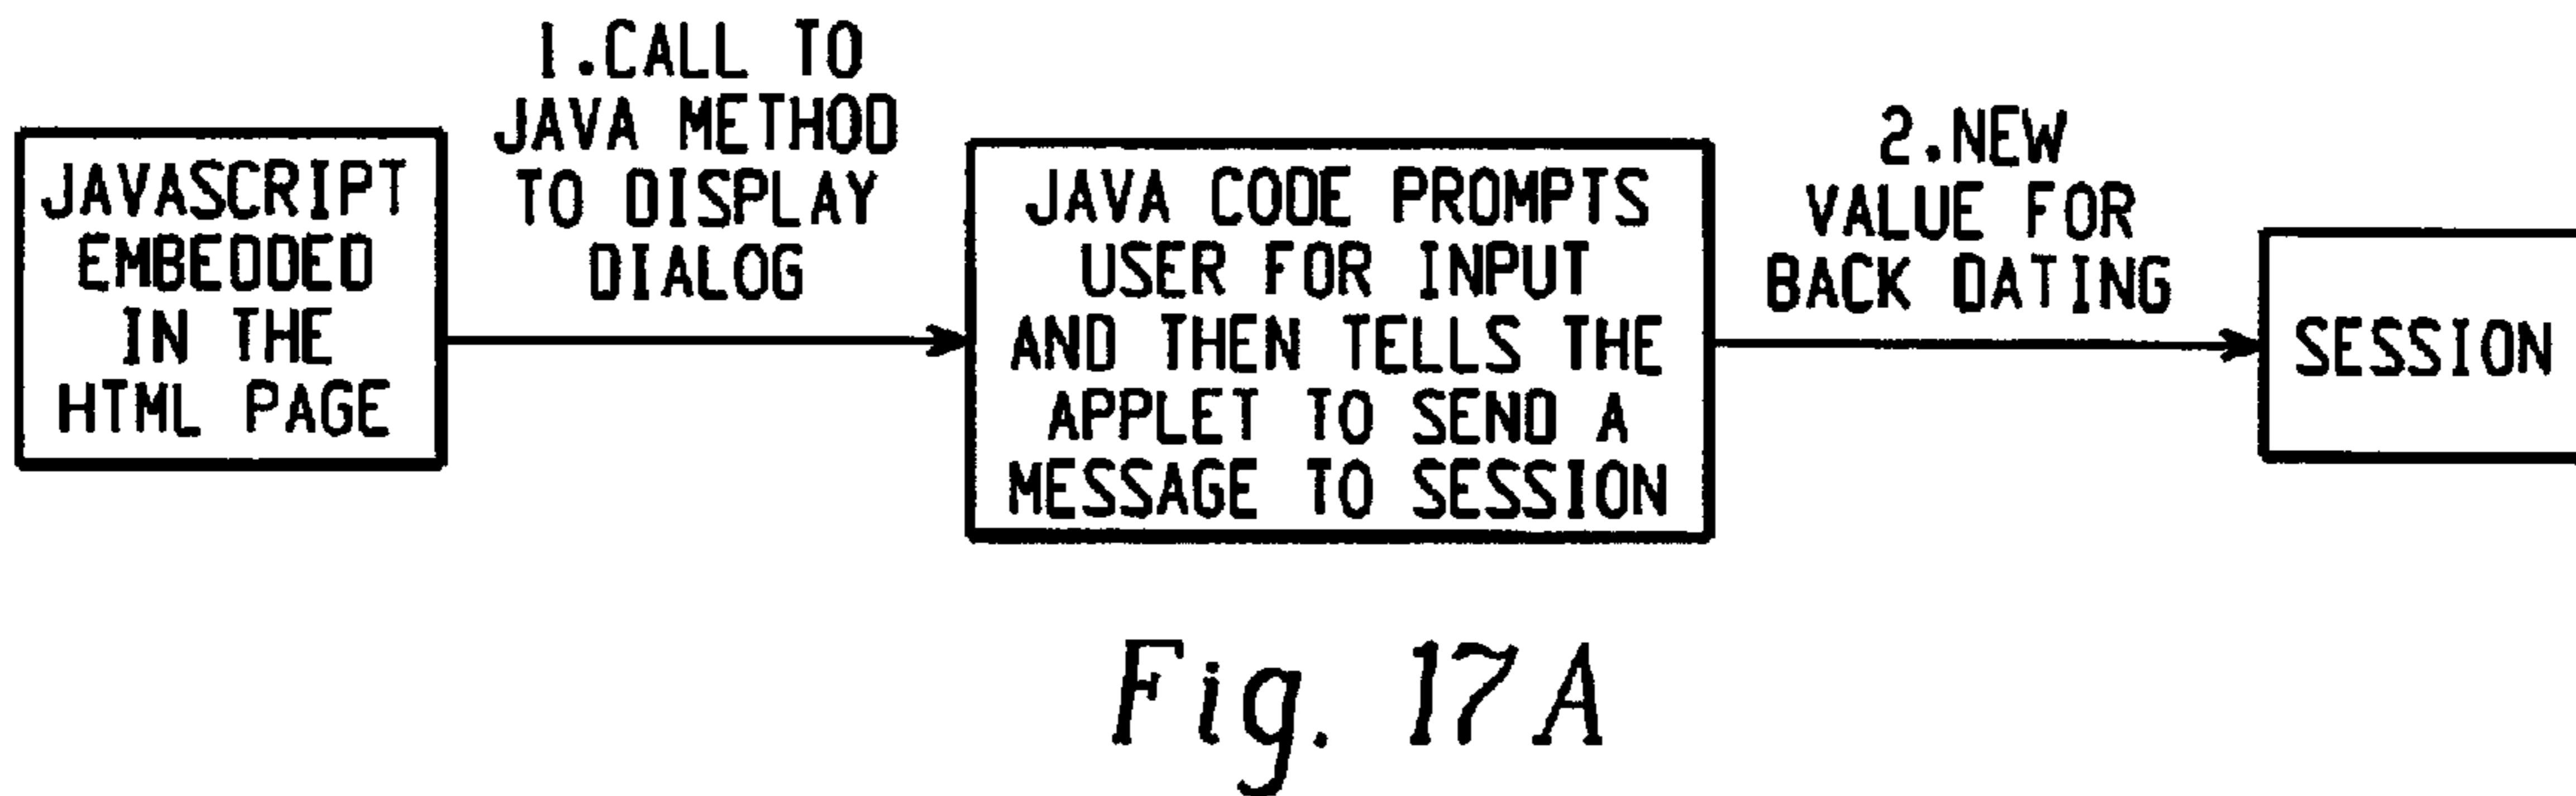 JAVASCRIPT
EMBEDDED
IN THE
HTML PAGE
1.CALL TO
JAVA METHOD
TO DISPLAY
DIALOG
JAVA CODE PROMPTS
USER FOR INPUT
AND THEN TELLS THE
APPLET TO SEND A
MESSAGE TO SESSION
2.NEW
VALUE FOR
BACK DATING
SESSION
Fig. 17A